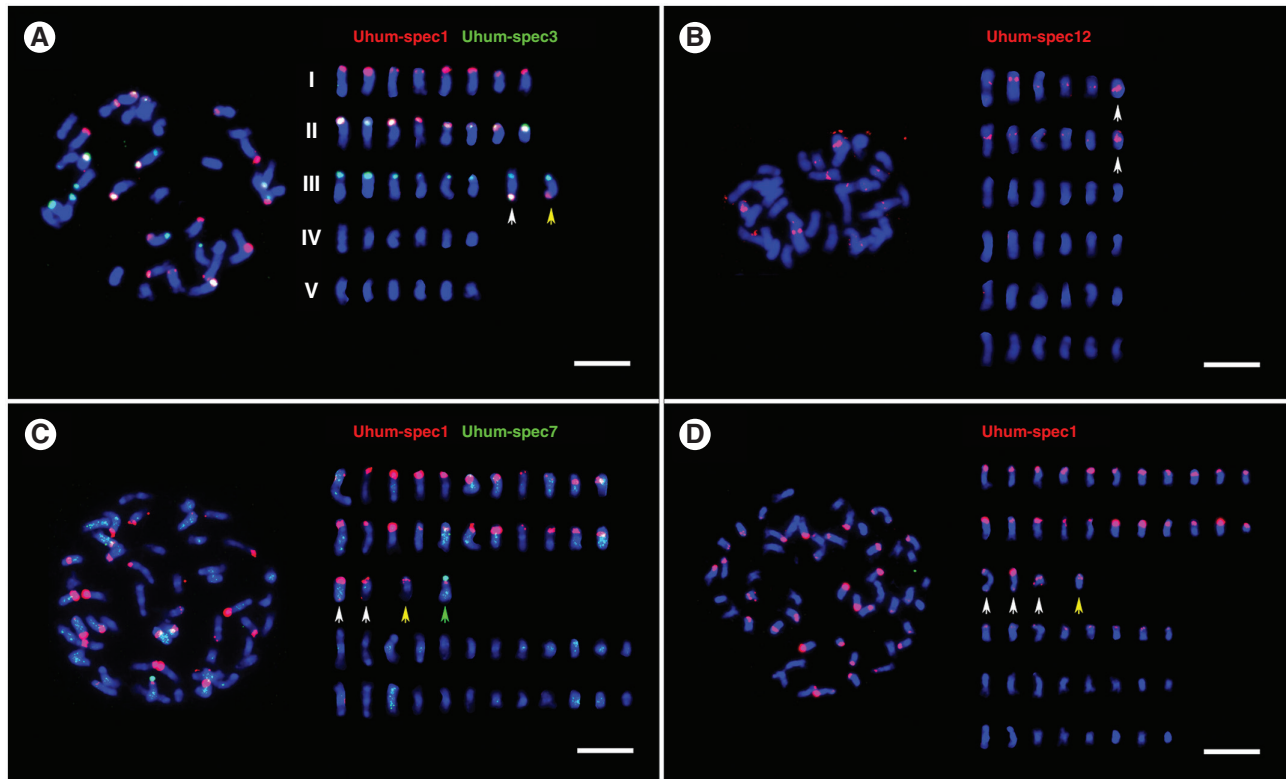 A
Uhum-spec1 Uhum-spec3
I
II
III
IV
V
B
Uhum-spec12
C
Uhum-spec1 Uhum-spec7
D
Uhum-spec1